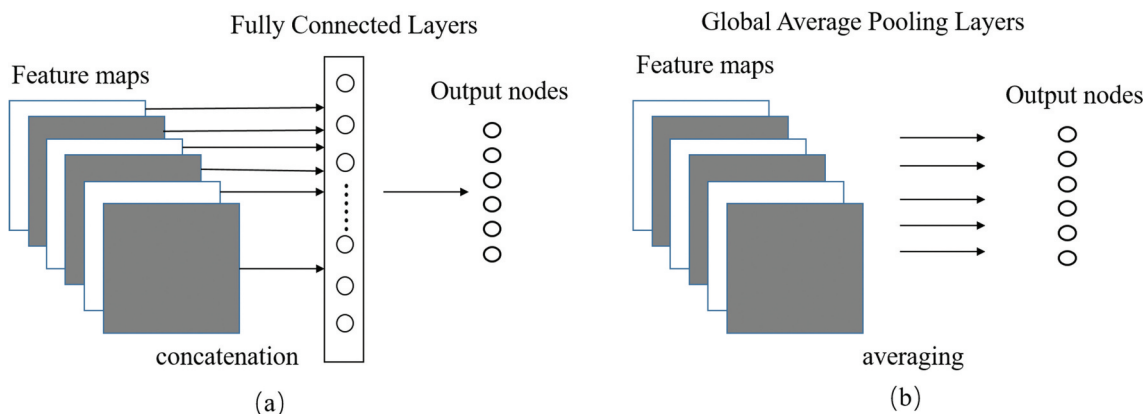 Fully Connected Layers
Feature maps
Output nodes
concatenation
(a)
Global Average Pooling Layers
Feature maps
Output nodes
averaging
(b)